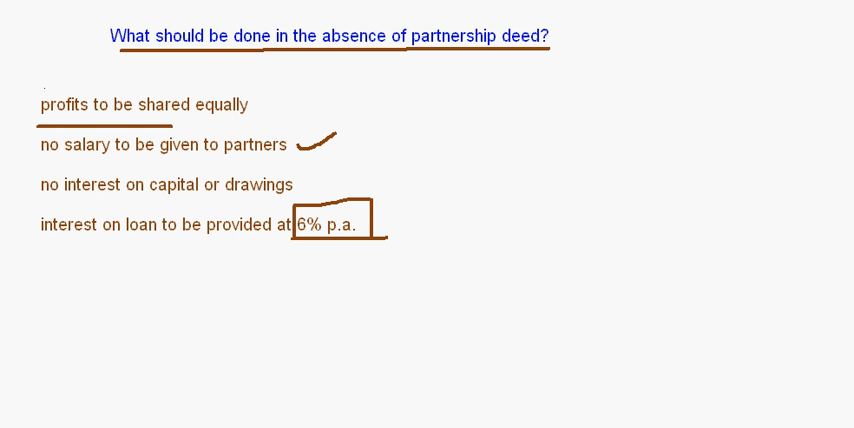 What should be done in the absence of partnership deed?
profits to be shared equally
no salary to be given to partners
no interest on capital or drawings
interest on loan to be provided at 6% p.a.